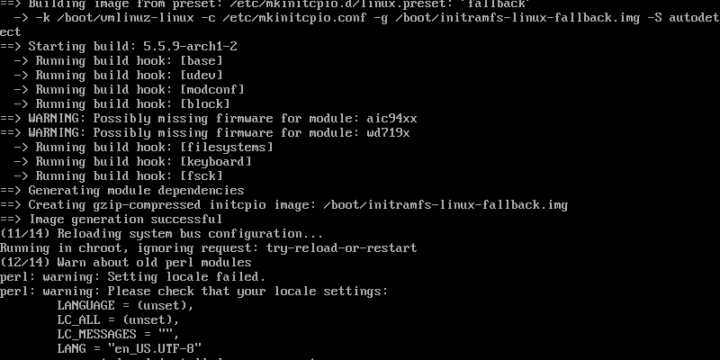 ==> Building image from preset: /etc/mkinitcpio.d/linux.preset: 'fallback'
  -> -k /boot/vmlinuz-linux -c /etc/mkinitcpio.conf -g /boot/initramfs-linux-fallback.img -S autodet
ect
==> Starting build: 5.5.9-arch1-2
  -> Running build hook: [base]
  -> Running build hook: [udev]
  -> Running build hook: [modconf]
  -> Running build hook: [block]
==> WARNING: Possibly missing firmware for module: aic94xx
==> WARNING: Possibly missing firmware for module: wd719x
  -> Running build hook: [filesystems]
  -> Running build hook: [keyboard]
  -> Running build hook: [fsck]
==> Generating module dependencies
==> Creating gzip-compressed initcpio image: /boot/initramfs-linux-fallback.img
==> Image generation successful
(11/14) Reloading system bus configuration...
Running in chroot, ignoring request: try-reload-or-restart
(12/14) Warn about old perl modules
perl: warning: Setting locale failed.
perl: warning: Please check that your locale settings:
        LANGUAGE = (unset),
        LC_ALL = (unset),
        LC_MESSAGES = "",
        LANG = "en_US.UTF-8"